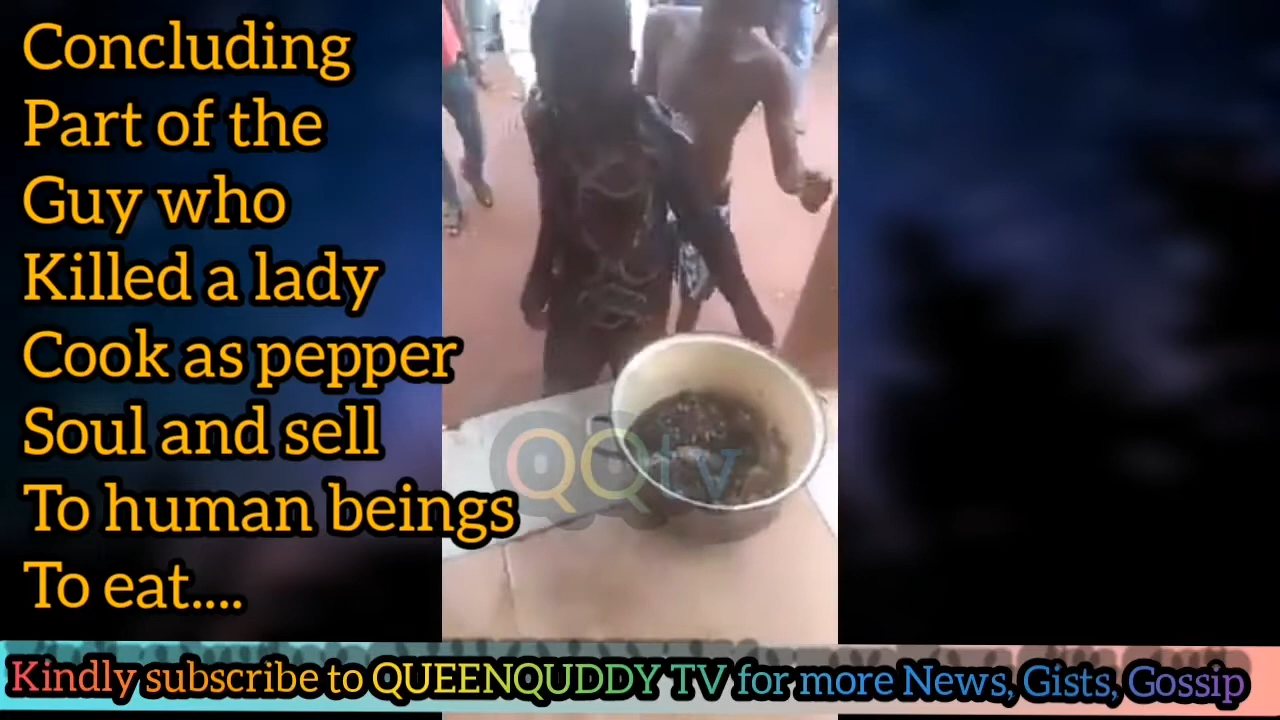 Concluding
Part of the
Guy who
Killed a lady
Cook as pepper
Soul and sell
To human beings
To eat....
QQtv
Kindly subscribe to QUEENQUDDY TV for more News, Gists, Gossip